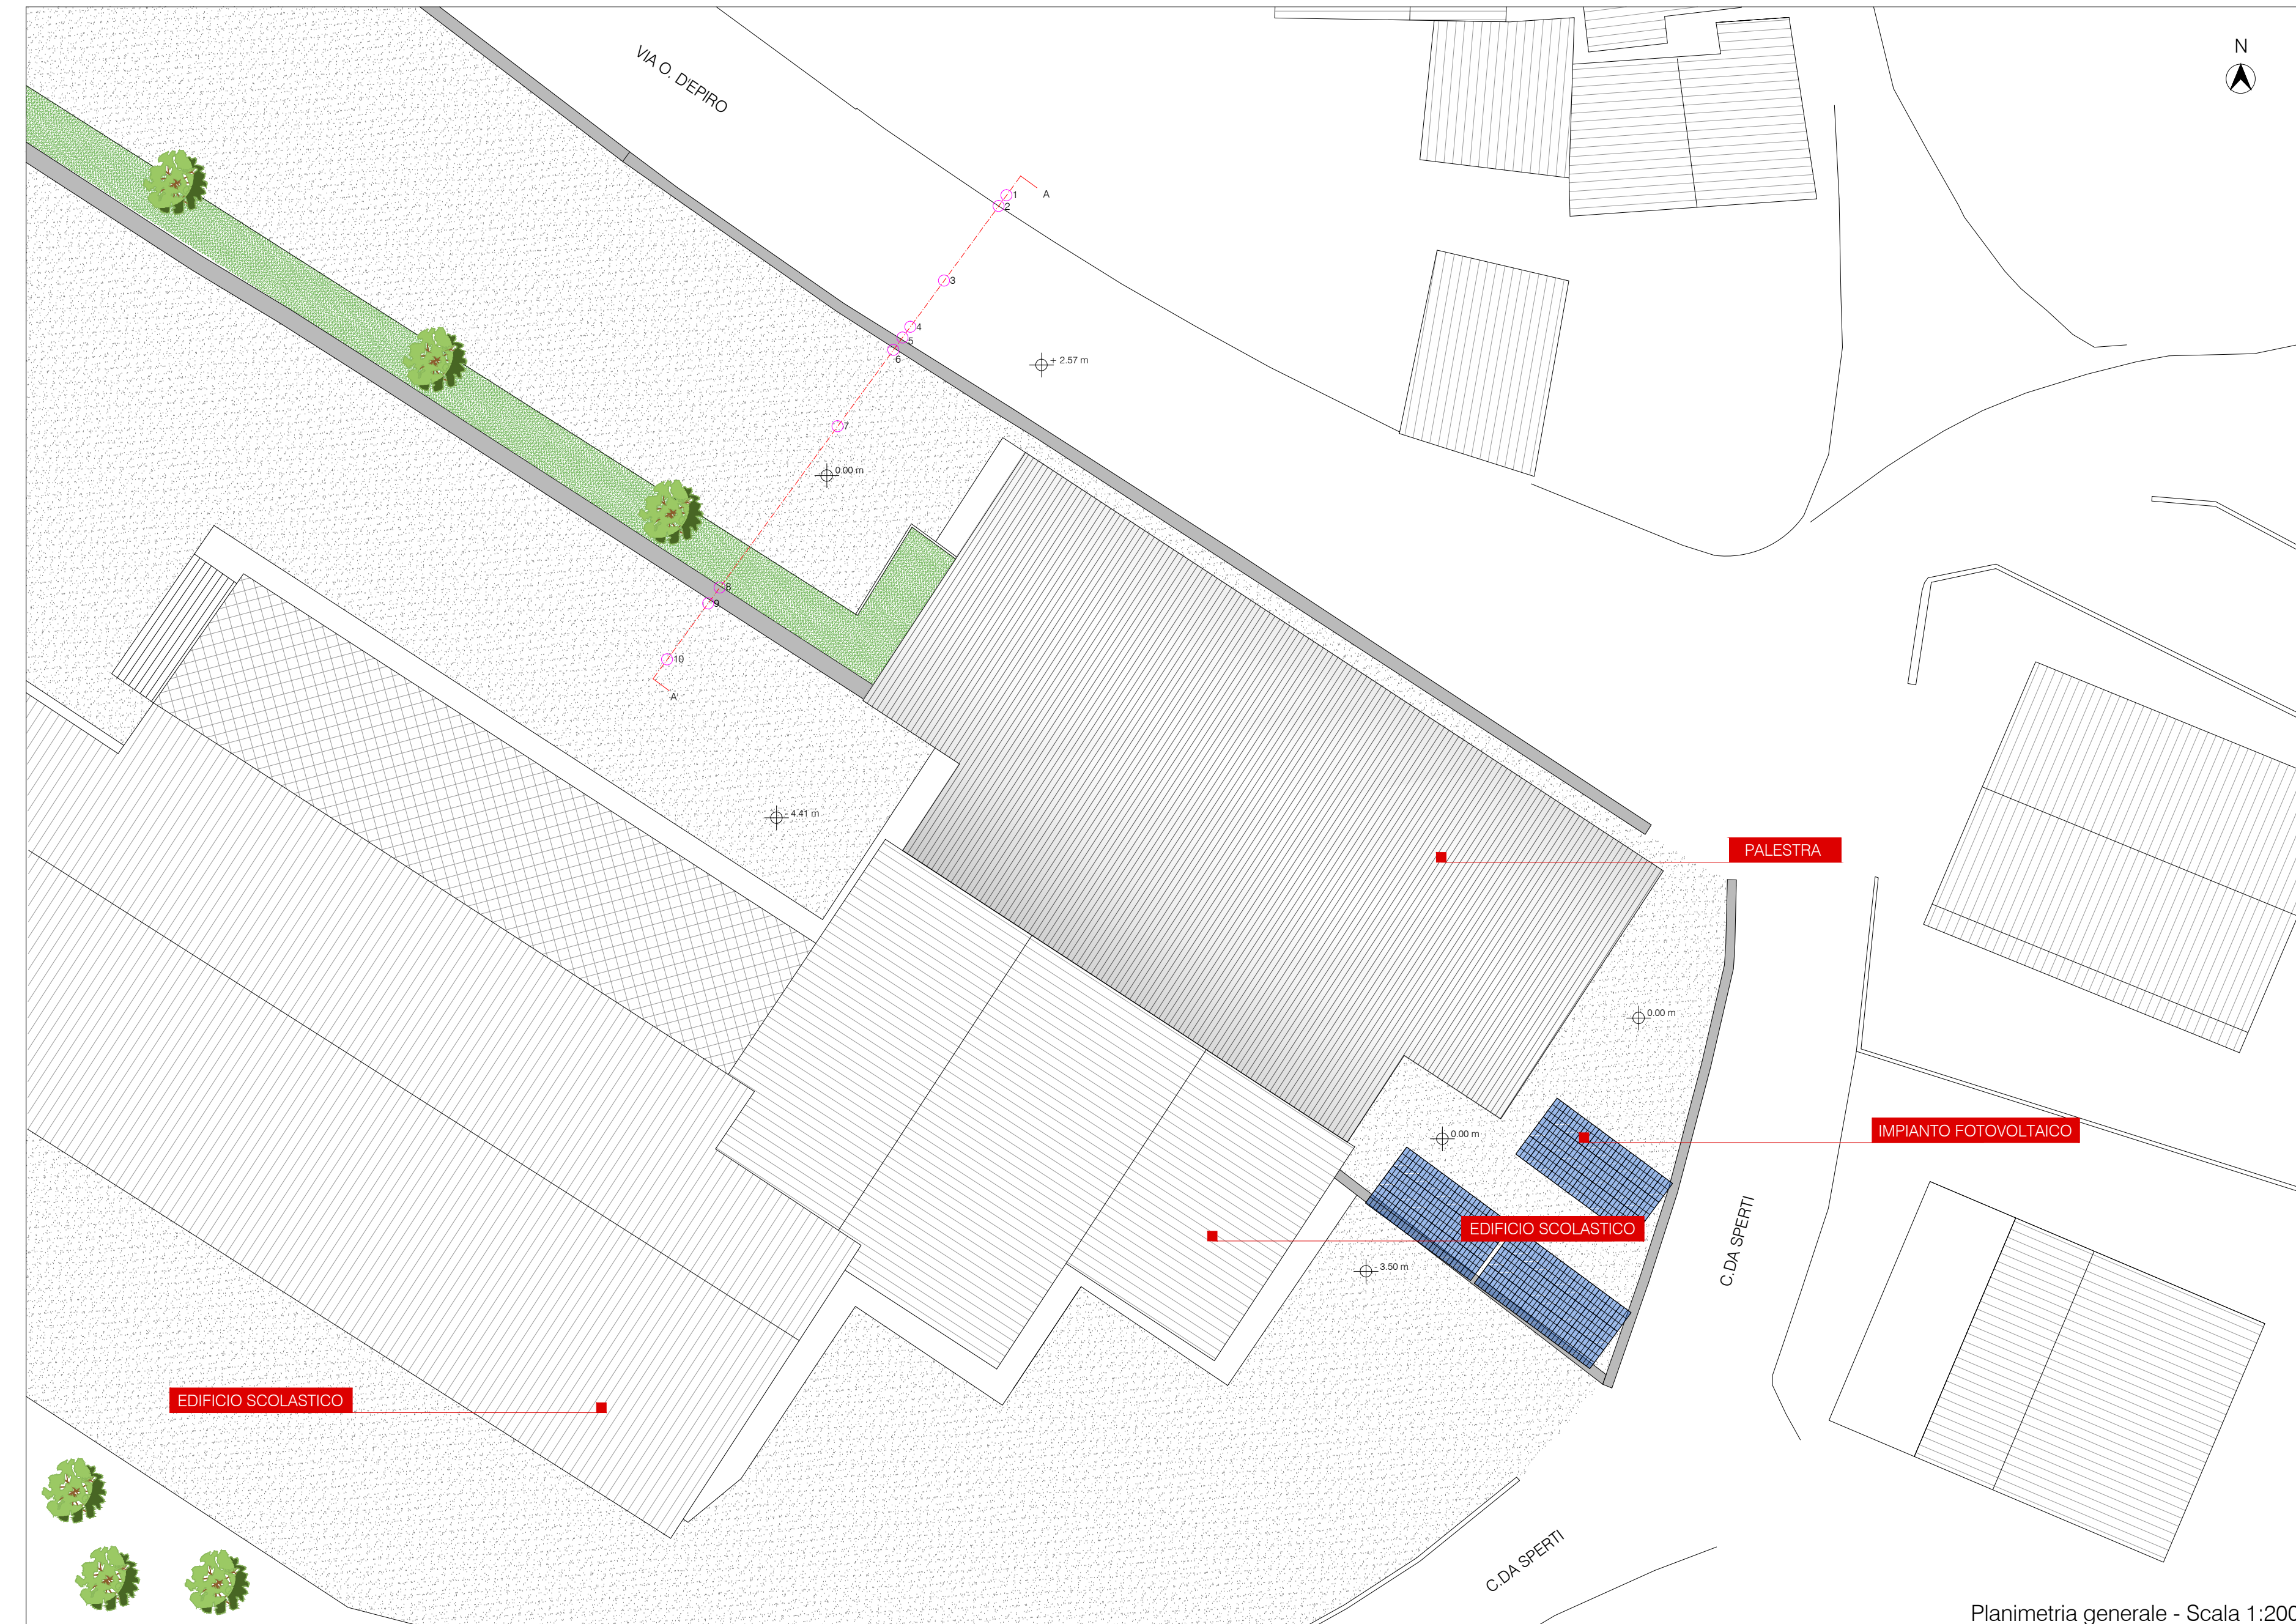 N
VIA O. D'EPIRO
1
A
2
3
4
5
6
+ 2.57 m
7
0.00 m
8
9
10
A'
- 4.41 m
PALESTRA
0.00 m
IMPIANTO FOTOVOLTAICO
0.00 m
EDIFICIO SCOLASTICO
C.DA SPERTI
- 3.50 m
EDIFICIO SCOLASTICO
C.DA SPERTI
Planimetria generale - Scala 1:200